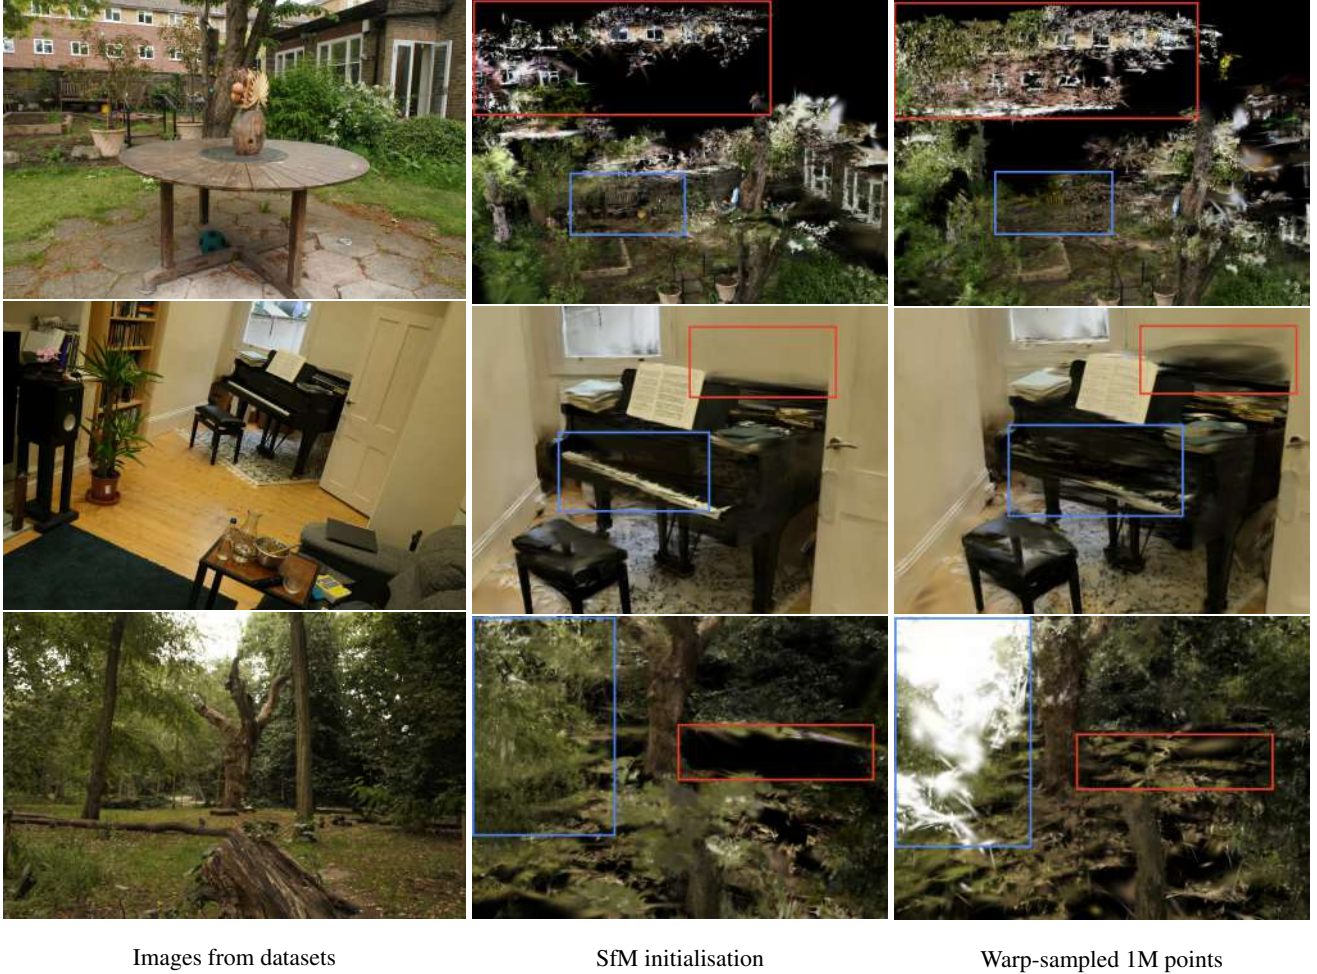 Images from datasets
SfM initialisation
Warp-sampled 1M points